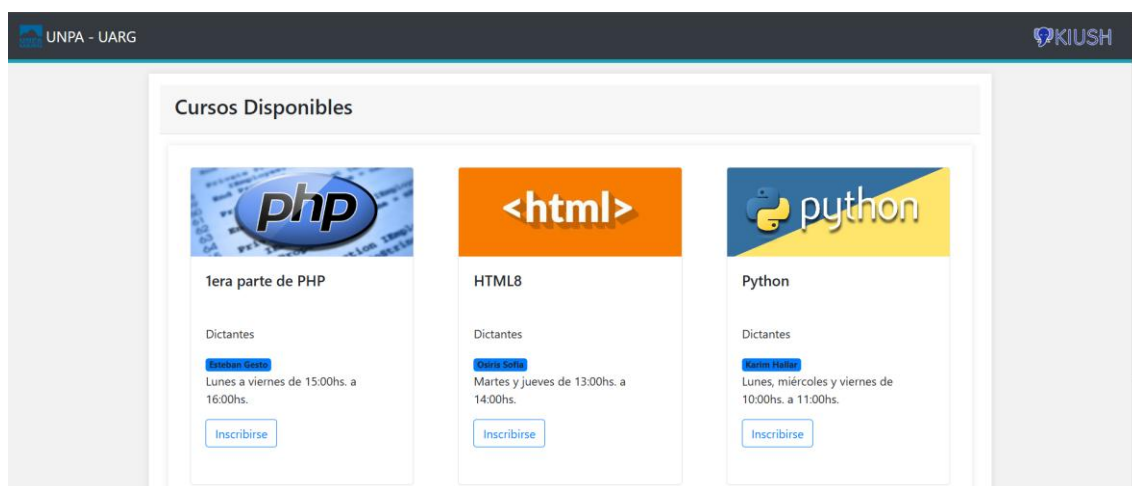 UNPA - UARG
KIUSH
Cursos Disponibles
php
<html>
python
1era parte de PHP
HTML8
Python
Dictantes
Dictantes
Dictantes
Esteban Gesto
Osiris Sofia
Karim Hallar
Lunes a viernes de 15:00hs. a
16:00hs.
Martes y jueves de 13:00hs. a
14:00hs.
Lunes, miércoles y viernes de
10:00hs. a 11:00hs.
Inscribirse
Inscribirse
Inscribirse